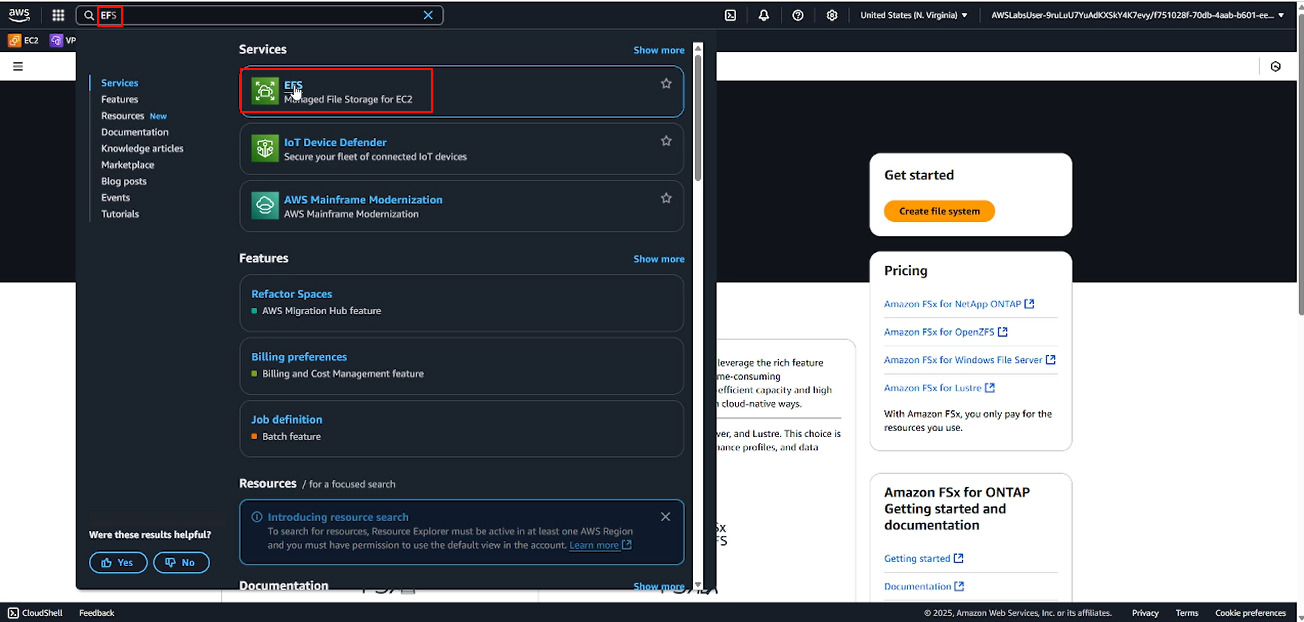 aws
EFS
United States (N. Virginia)
AWSLabsUser-9ruLuU7YuAdKXSkY4K7evy/f751028f-70db-4aab-b601-ee...
EC2
VP
Services
Show more
Services
Features
Resources New
Documentation
Knowledge articles
Marketplace
Blog posts
Events
Tutorials
EFS
Managed File Storage for EC2
IoT Device Defender
Secure your fleet of connected IoT devices
AWS Mainframe Modernization
AWS Mainframe Modernization
Features
Show more
Refactor Spaces
AWS Migration Hub feature
Billing preferences
Billing and Cost Management feature
Job definition
Batch feature
Resources / for a focused search
Introducing resource search
To search for resources, Resource Explorer must be active in at least one AWS Region
and you must have permission to use the default view in the account. Learn more
Documentation
Show more
Were these results helpful?
Yes
No
Get started
Create file system
Pricing
Amazon FSx for NetApp ONTAP
Amazon FSx for OpenZFS
Amazon FSx for Windows File Server
Amazon FSx for Lustre
With Amazon FSx, you only pay for the
resources you use.
leverage the rich feature
me-consuming
efficient capacity and high
cloud-native ways.
ver, and Lustre. This choice is
ance profiles, and data
Sx
FS
Amazon FSx for ONTAP
Getting started and
documentation
Getting started
Documentation
CloudShell
Feedback
© 2025, Amazon Web Services, Inc. or its affiliates.
Privacy
Terms
Cookie preferences